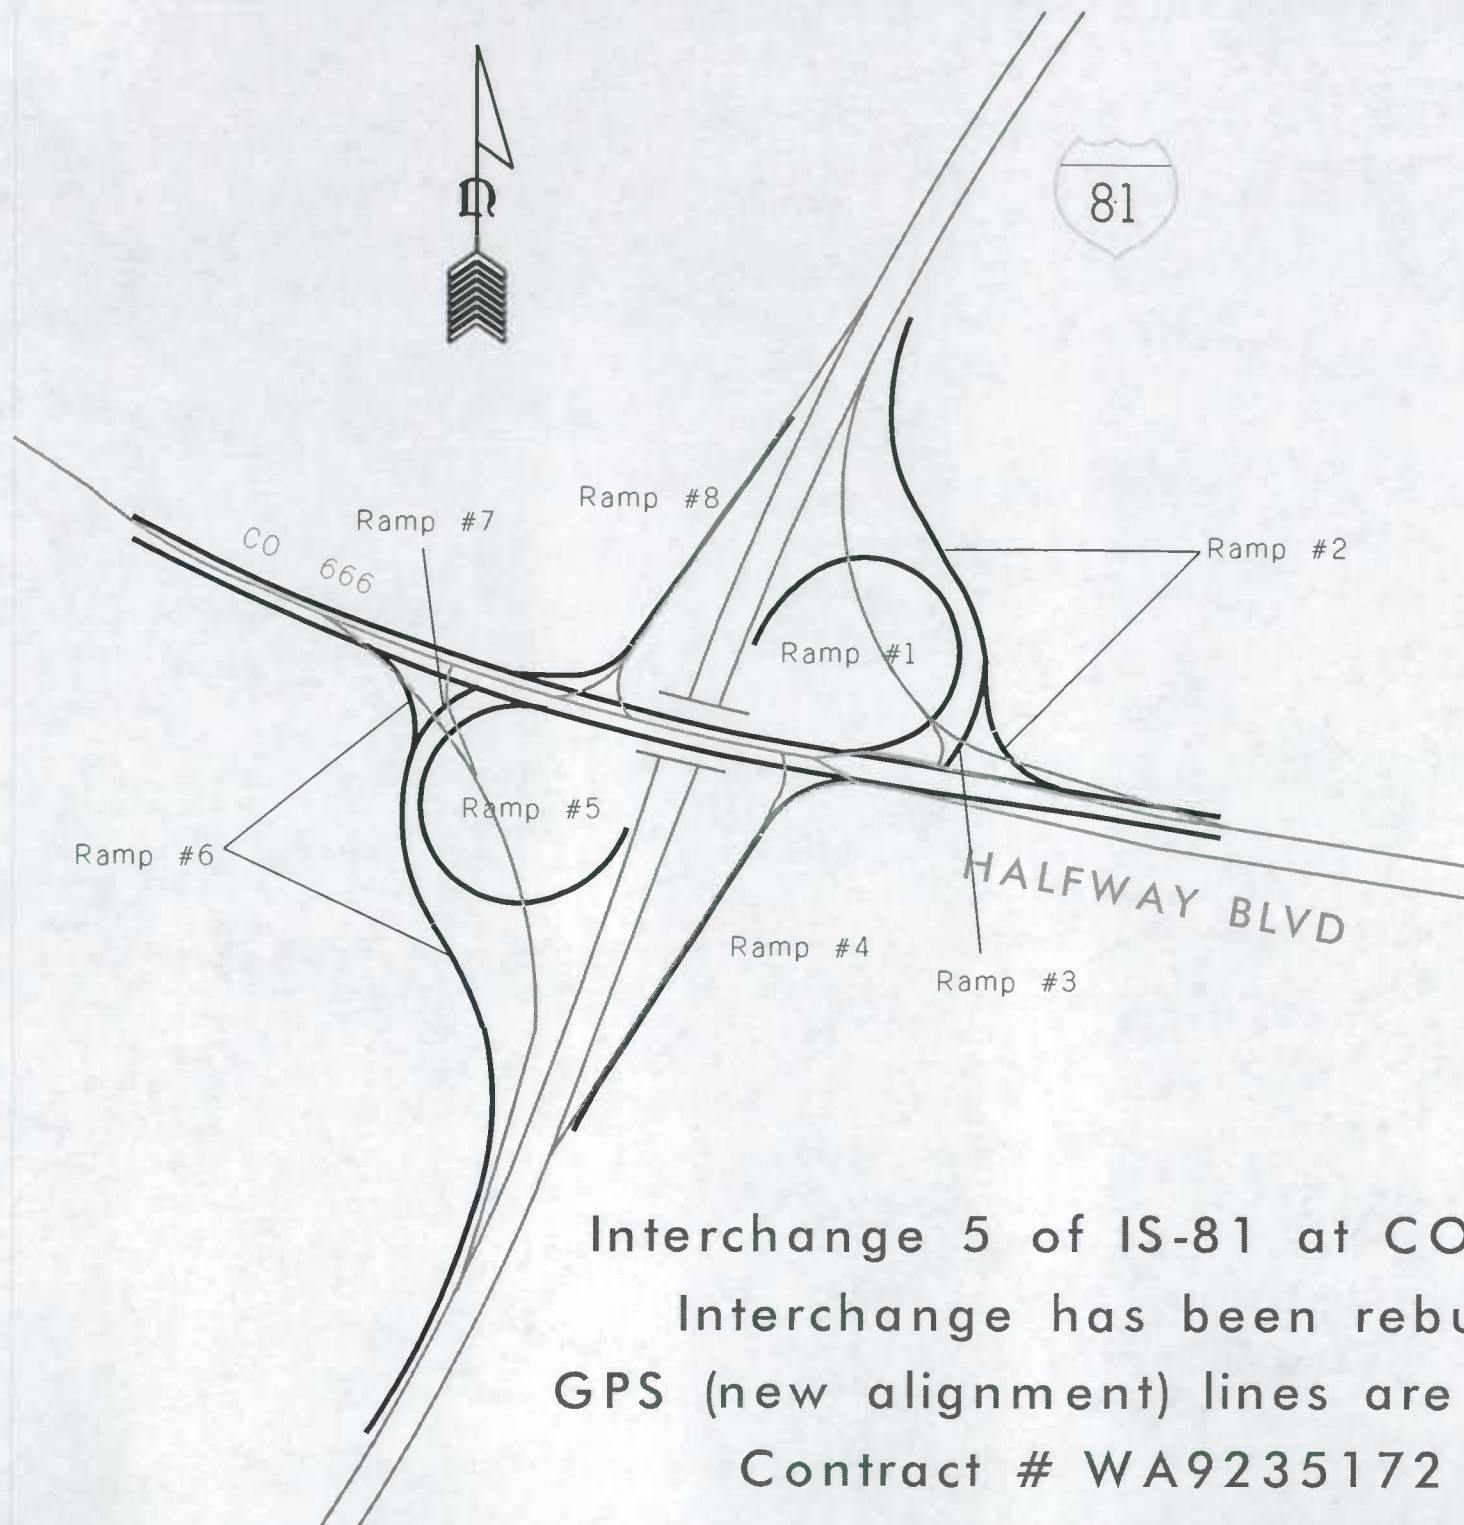 n
81
Ramp #8
Ramp #7
CO 666
Ramp #2
Ramp #1
Ramp #5
Ramp #6
HALFWAY BLVD
Ramp #4
Ramp #3
Interchange 5 of IS-81 at CO
Interchange has been rebu
GPS (new alignment) lines are
Contract # WA9235172